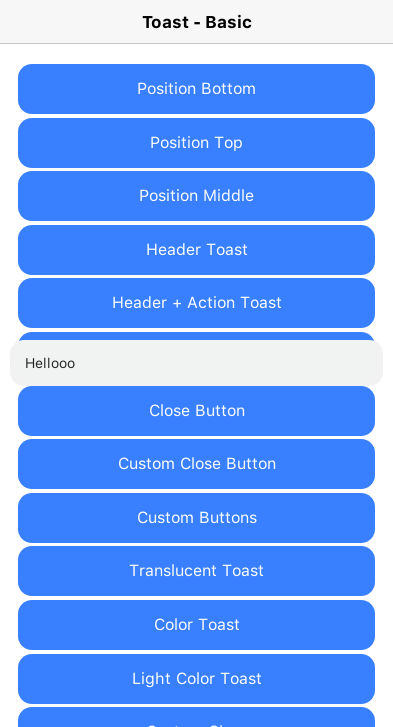 Toast - Basic
Position Bottom
Position Top
Position Middle
Header Toast
Header + Action Toast
Hellooo
Close Button
Custom Close Button
Custom Buttons
Translucent Toast
Color Toast
Light Color Toast